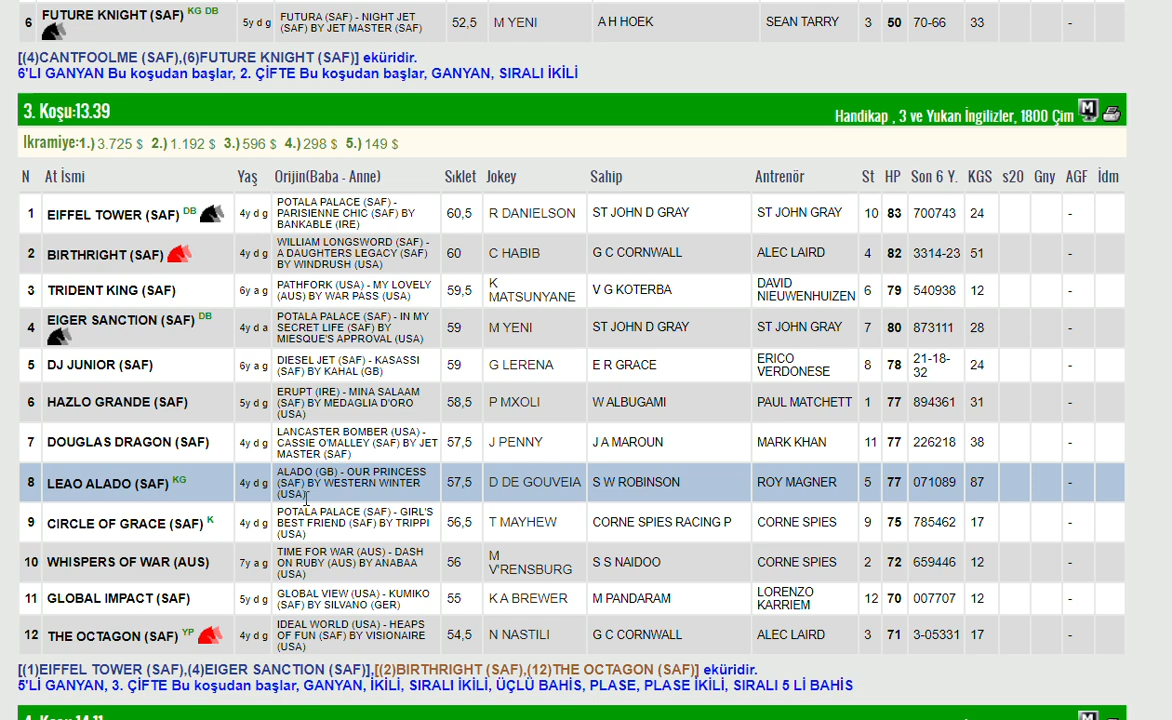 6 FUTURE KNIGHT (SAF) KG DB 5y d g FUTURA (SAF) - NIGHT JET (SAF) BY JET MASTER (SAF) 52,5 M YENI A H HOEK SEAN TARRY 3 50 70-66 33 -
[(4)CANTFOOLME (SAF),(6)FUTURE KNIGHT (SAF)] eküridir.
6'LI GANYAN Bu koşudan başlar, 2. ÇİFTE Bu koşudan başlar, GANYAN, SIRALI İKİLİ
3. Koşu:13.39 Handikap , 3 ve Yukarı İngilizler, 1800 Çim M
Ikramiye:1.) 3.725 $ 2.) 1.192 $ 3.) 596 $ 4.) 298 $ 5.) 149 $
N At İsmi Yaş Orijin(Baba - Anne) Sıklet Jokey Sahip Antrenör St HP Son 6 Y. KGS s20 Gny AGF İdm
1 EIFFEL TOWER (SAF) DB 4y d g POTALA PALACE (SAF) - PARISIENNE CHIC (SAF) BY BANKABLE (IRE) 60,5 R DANIELSON ST JOHN D GRAY ST JOHN GRAY 10 83 700743 24 -
2 BIRTHRIGHT (SAF) 4y d g WILLIAM LONGSWORD (SAF) - A DAUGHTERS LEGACY (SAF) BY WINDRUSH (USA) 60 C HABIB G C CORNWALL ALEC LAIRD 4 82 3314-23 51 -
3 TRIDENT KING (SAF) 6y a g PATHFORK (USA) - MY LOVELY (AUS) BY WAR PASS (USA) 59,5 K MATSUNYANE V G KOTERBA DAVID NIEUWENHUIZEN 6 79 540938 12 -
4 EIGER SANCTION (SAF) DB 4y d a POTALA PALACE (SAF) - IN MY SECRET LIFE (SAF) BY MIESQUE'S APPROVAL (USA) 59 M YENI ST JOHN D GRAY ST JOHN GRAY 7 80 873111 28 -
5 DJ JUNIOR (SAF) 6y a g DIESEL JET (SAF) - KASASSI (SAF) BY KAHAL (GB) 59 G LERENA E R GRACE ERICO VERDONESE 8 78 21-18-32 24 -
6 HAZLO GRANDE (SAF) 5y d g ERUPT (IRE) - MINA SALAAM (SAF) BY MEDAGLIA D'ORO (USA) 58,5 P MXOLI W ALBUGAMI PAUL MATCHETT 1 77 894361 31 -
7 DOUGLAS DRAGON (SAF) 4y d g LANCASTER BOMBER (USA) - CASSIE O'MALLEY (SAF) BY JET MASTER (SAF) 57,5 J PENNY J A MAROUN MARK KHAN 11 77 226218 38 -
8 LEAO ALADO (SAF) KG 4y d g ALADO (GB) - OUR PRINCESS (SAF) BY WESTERN WINTER (USA) 57,5 D DE GOUVEIA S W ROBINSON ROY MAGNER 5 77 071089 87 -
9 CIRCLE OF GRACE (SAF) K 4y d g POTALA PALACE (SAF) - GIRL'S BEST FRIEND (SAF) BY TRIPPI (USA) 56,5 T MAYHEW CORNE SPIES RACING P CORNE SPIES 9 75 785462 17 -
10 WHISPERS OF WAR (AUS) 7y a g TIME FOR WAR (AUS) - DASH ON RUBY (AUS) BY ANABAA (USA) 56 M V'RENSBURG S S NAIDOO CORNE SPIES 2 72 659446 12 -
11 GLOBAL IMPACT (SAF) 5y d g GLOBAL VIEW (USA) - KUMIKO (SAF) BY SILVANO (GER) 55 K A BREWER M PANDARAM LORENZO KARRIEM 12 70 007707 12 -
12 THE OCTAGON (SAF) YP 4y d g IDEAL WORLD (USA) - HEAPS OF FUN (SAF) BY VISIONAIRE (USA) 54,5 N NASTILI G C CORNWALL ALEC LAIRD 3 71 3-05331 17 -
[(1)EIFFEL TOWER (SAF),(4)EIGER SANCTION (SAF)],[(2)BIRTHRIGHT (SAF),(12)THE OCTAGON (SAF)] eküridir.
5'Lİ GANYAN, 3. ÇİFTE Bu koşudan başlar, GANYAN, İKİLİ, SIRALI İKİLİ, ÜÇLÜ BAHİS, PLASE, PLASE İKİLİ, SIRALI 5 Lİ BAHİS
4. Koşu:14.11 M